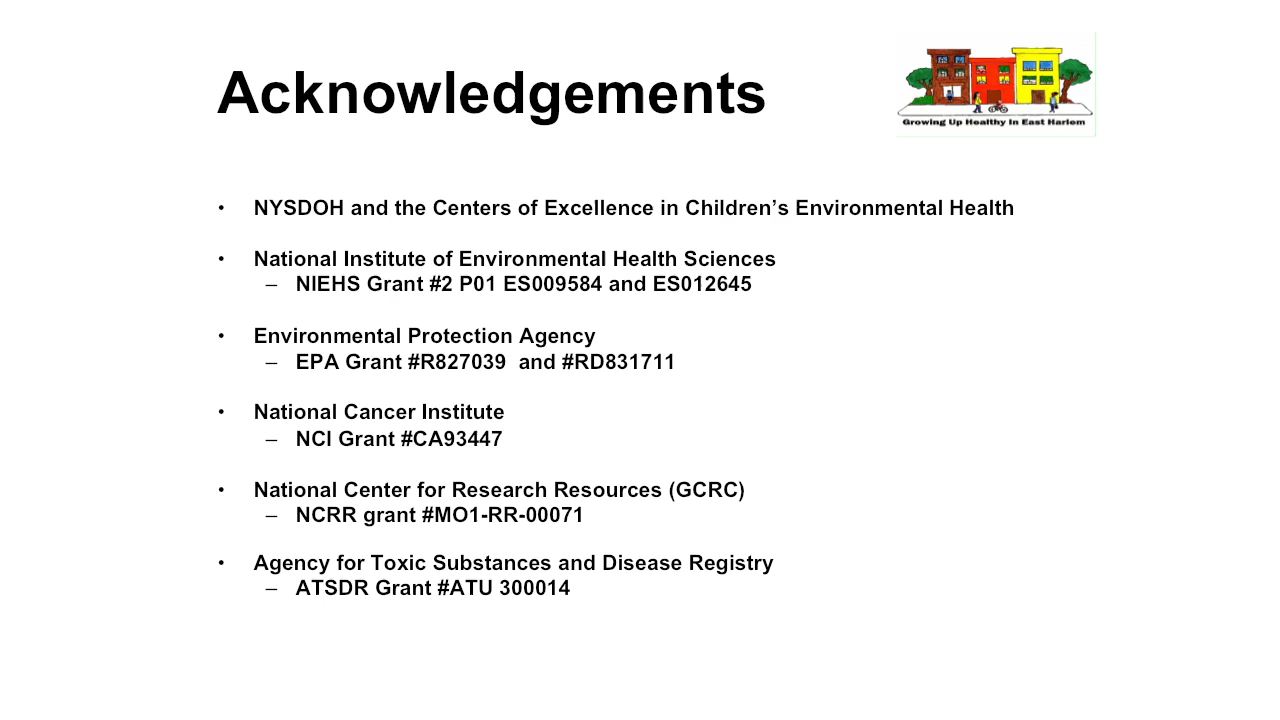 Acknowledgements
Growing Up Healthy In East Harlem
• NYSDOH and the Centers of Excellence in Children’s Environmental Health
• National Institute of Environmental Health Sciences
– NIEHS Grant #2 P01 ES009584 and ES012645
• Environmental Protection Agency
– EPA Grant #R827039  and #RD831711
• National Cancer Institute
– NCI Grant #CA93447
• National Center for Research Resources (GCRC)
– NCRR grant #MO1-RR-00071
• Agency for Toxic Substances and Disease Registry
– ATSDR Grant #ATU 300014